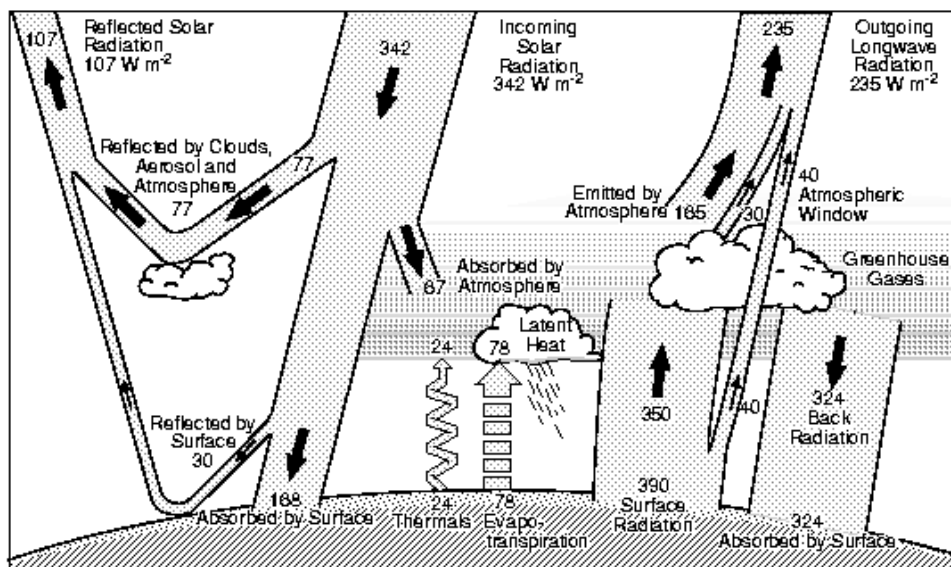 107
Reflected Solar
Radiation
107 W m-2
342
Incoming
Solar
Radiation
342 W m-2
235
Outgoing
Longwave
Radiation
235 W m-2
Reflected by Clouds,
Aerosol and
Atmosphere
77
77
Emitted by
Atmosphere
165
30
40
Atmospheric
Window
Greenhouse
Gases
67
Absorbed by
Atmosphere
24
78
Latent
Heat
350
40
324
Back
Radiation
Reflected by
Surface
30
168
Absorbed by Surface
24
Thermals
78
Evapo-
transpiration
390
Surface
Radiation
324
Absorbed by Surface